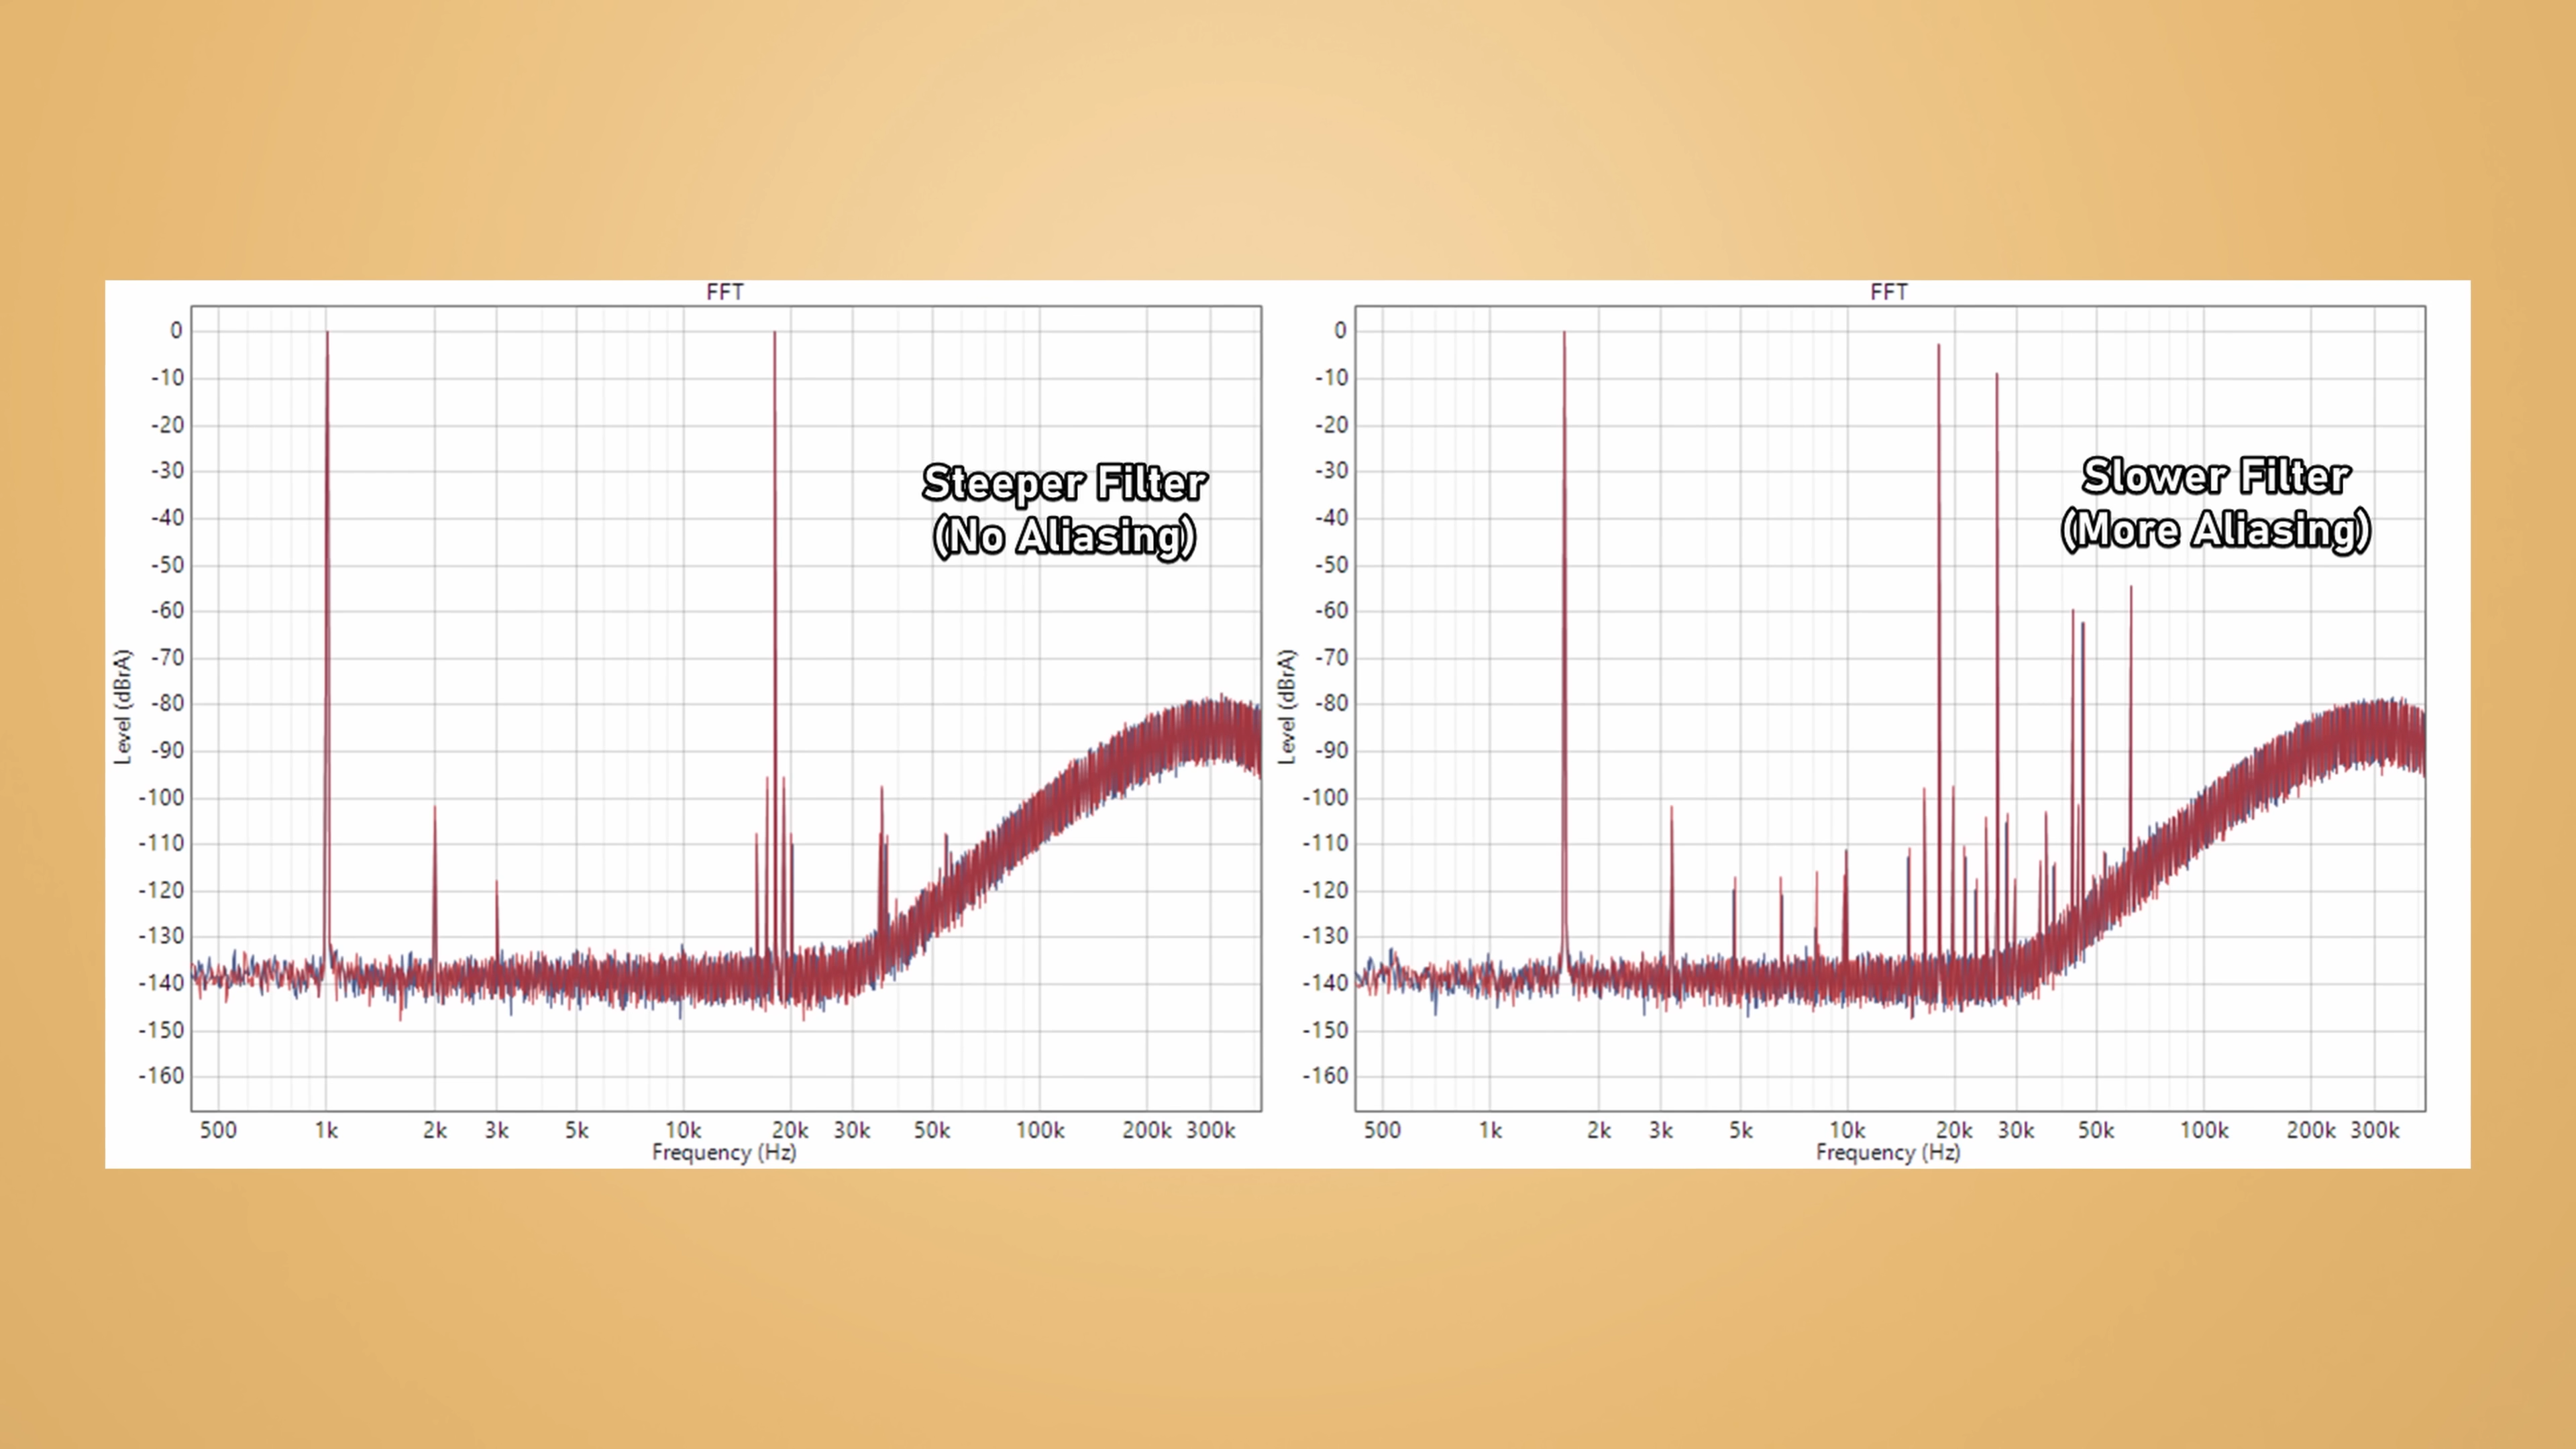 FFT
0
-10
-20
-30
-40
-50
-60
-70
-80
-90
-100
-110
-120
-130
-140
-150
-160
Level (dBrA)
Steeper Filter
(No Aliasing)
500 1k 2k 3k 5k 10k 20k 30k 50k 100k 200k 300k
Frequency (Hz)
FFT
0
-10
-20
-30
-40
-50
-60
-70
-80
-90
-100
-110
-120
-130
-140
-150
-160
Level (dBrA)
Slower Filter
(More Aliasing)
500 1k 2k 3k 5k 10k 20k 30k 50k 100k 200k 300k
Frequency (Hz)